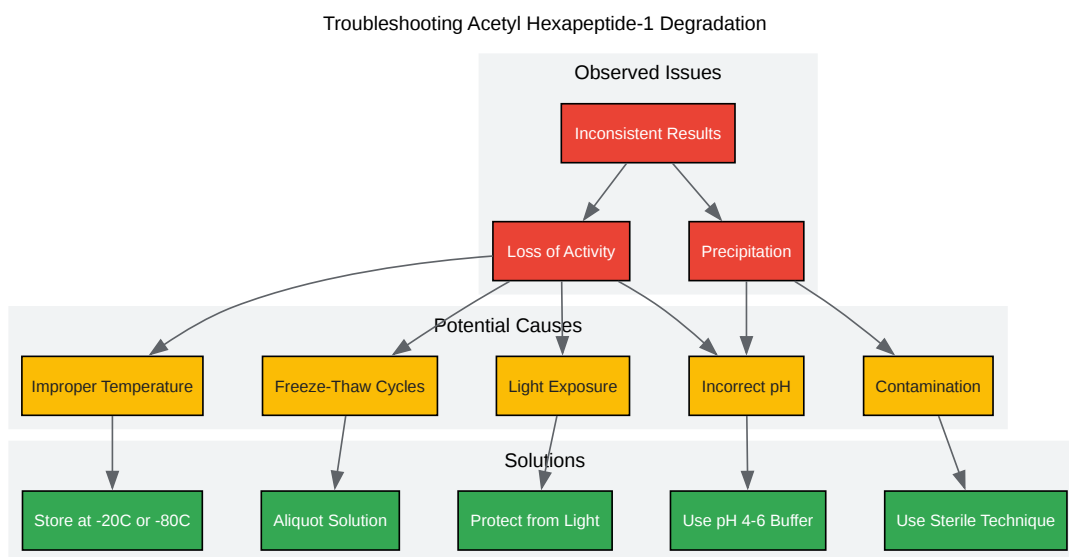 Troubleshooting Acetyl Hexapeptide-1 Degradation
Observed Issues
Inconsistent Results
Loss of Activity
Precipitation
Potential Causes
Improper Temperature
Freeze-Thaw Cycles
Light Exposure
Incorrect pH
Contamination
Solutions
Store at -20C or -80C
Aliquot Solution
Protect from Light
Use pH 4-6 Buffer
Use Sterile Technique